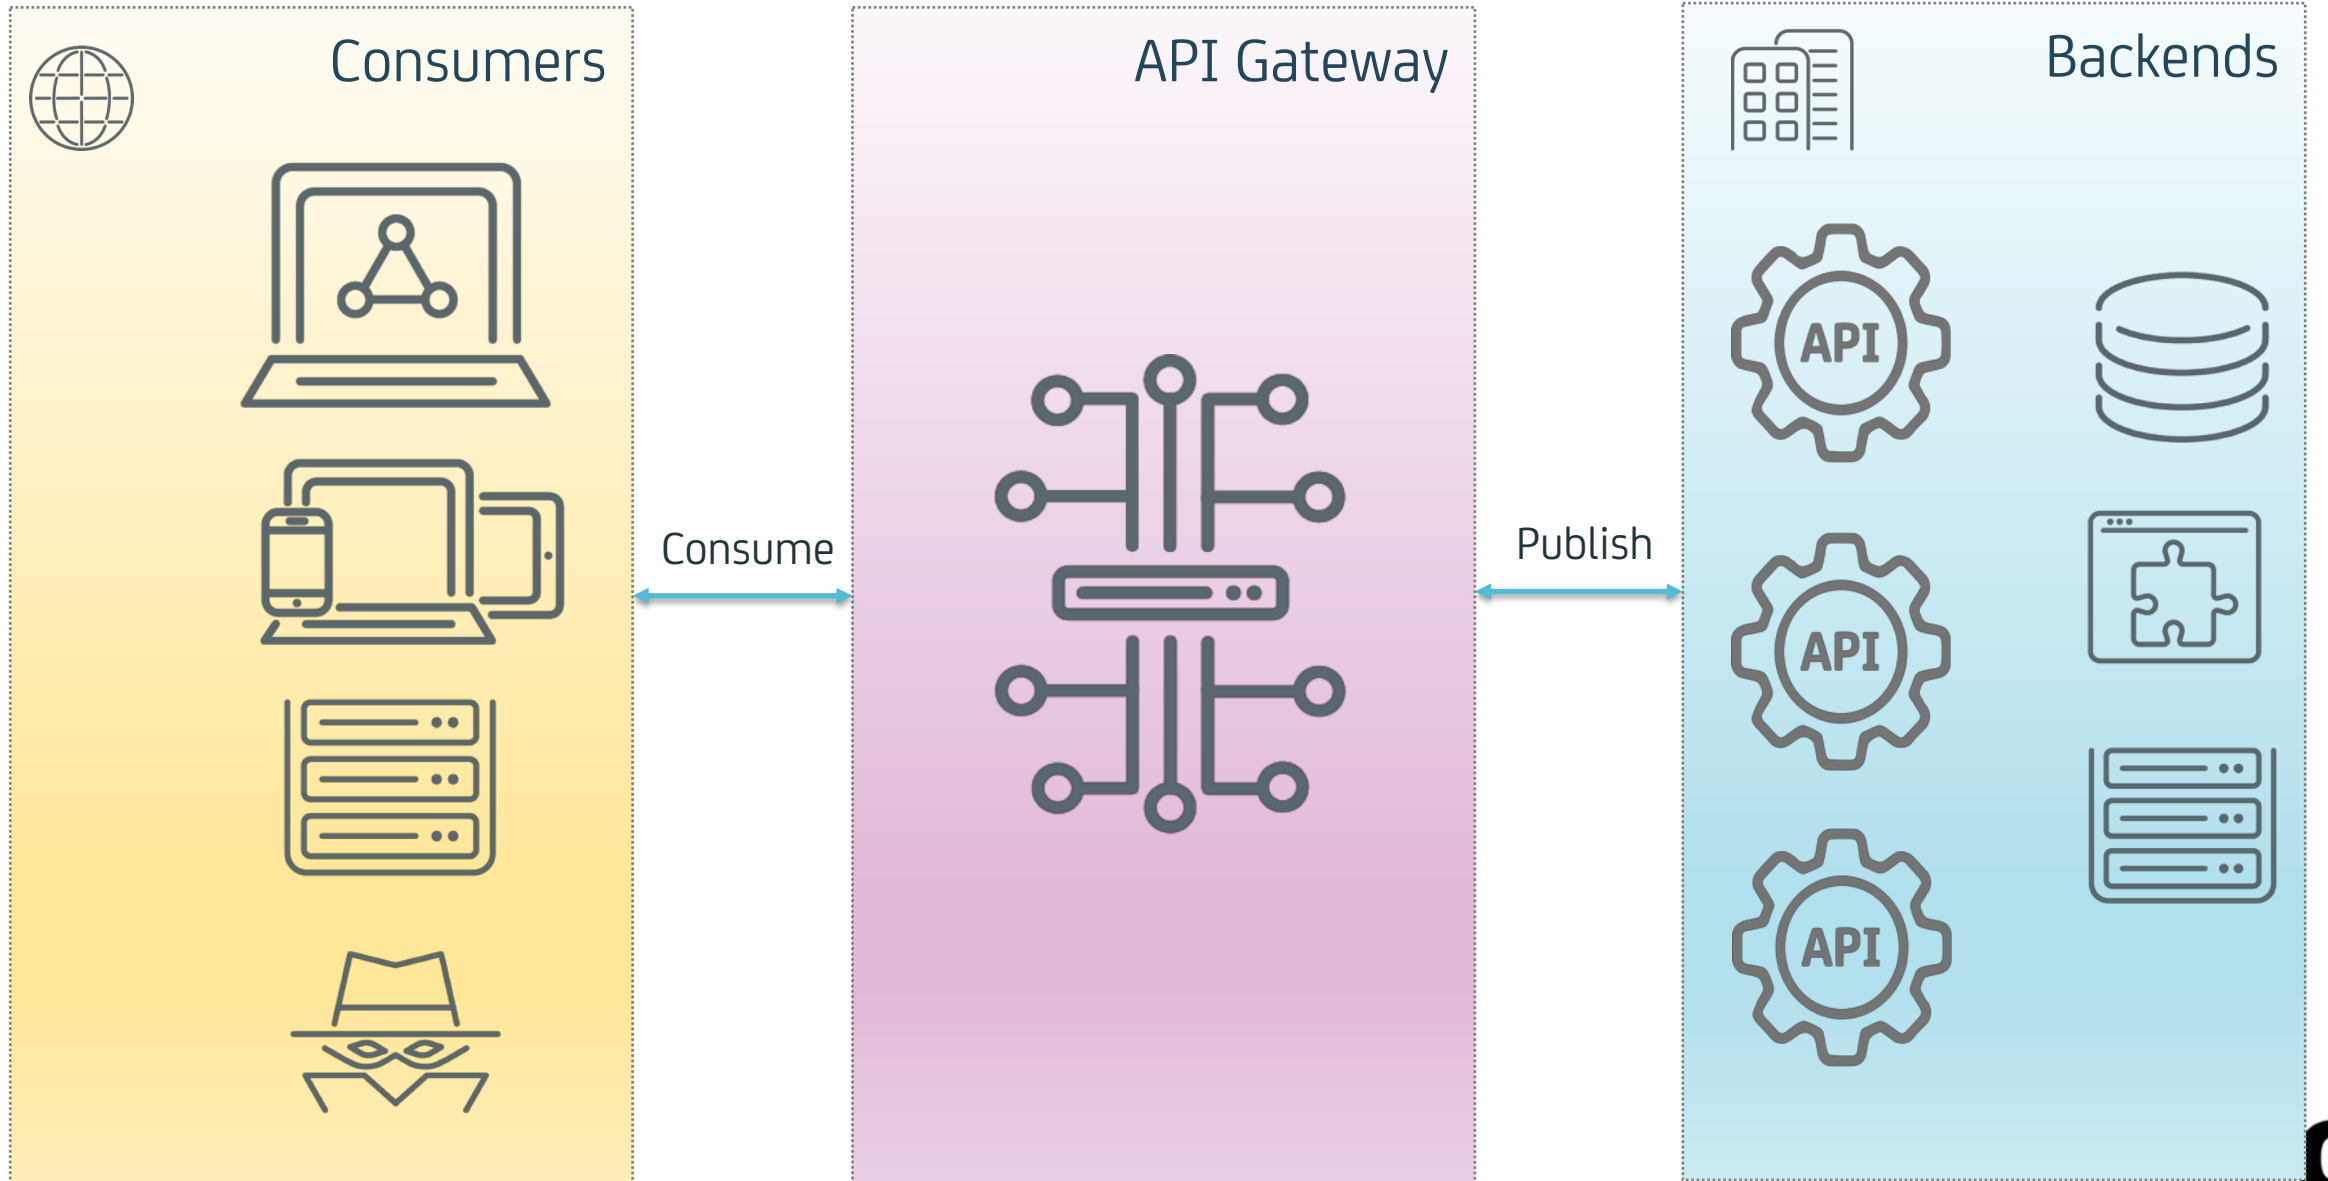 Consumers
API Gateway
Backends
Consume
Publish
API
API
API